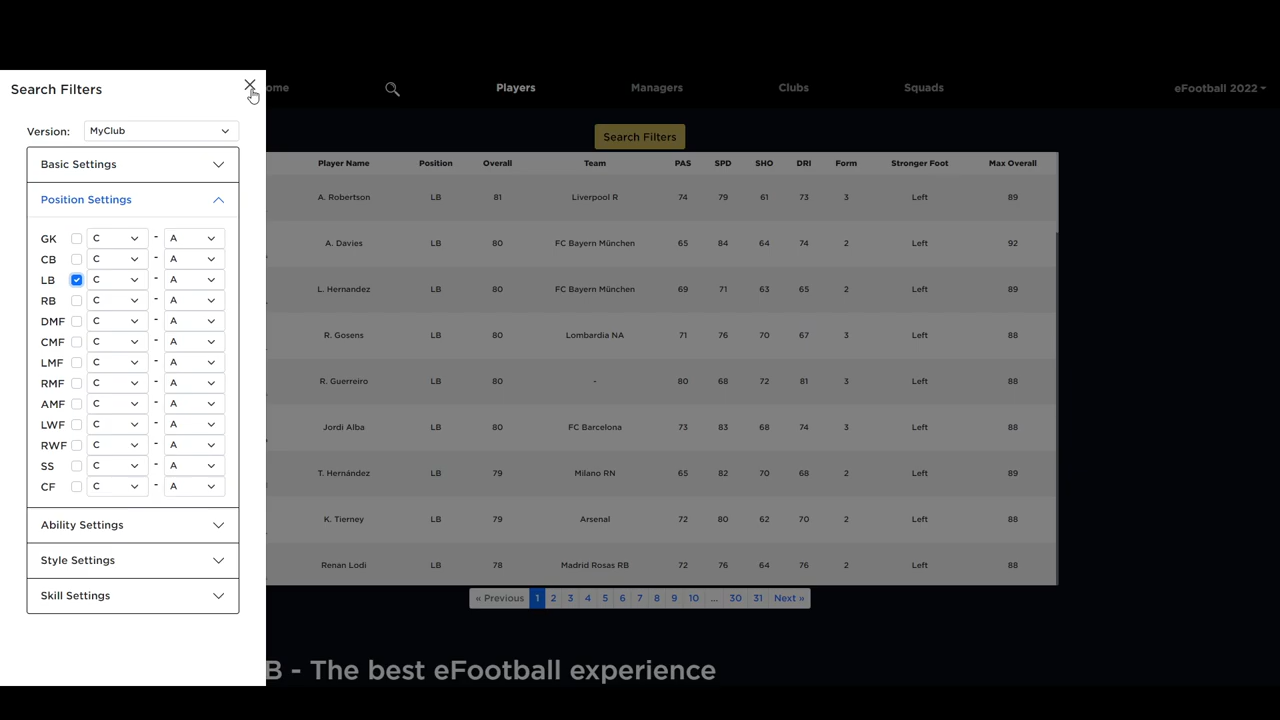 Search Filters
Version: MyClub
Basic Settings
Position Settings
GK C - A
CB C - A
LB C - A
RB C - A
DMF C - A
CMF C - A
LMF C - A
RMF C - A
AMF C - A
LWF C - A
RWF C - A
SS C - A
CF C - A
Ability Settings
Style Settings
Skill Settings
ome Players Managers Clubs Squads eFootball 2022
Search Filters
Player Name Position Overall Team PAS SPD SHO DRI Form Stronger Foot Max Overall
A. Robertson LB 81 Liverpool R 74 79 61 73 3 Left 89
A. Davies LB 80 FC Bayern München 65 84 64 74 2 Left 92
L. Hernandez LB 80 FC Bayern München 69 71 63 65 2 Left 89
R. Gosens LB 80 Lombardia NA 71 76 70 67 3 Left 88
R. Guerreiro LB 80 - 80 68 72 81 3 Left 88
Jordi Alba LB 80 FC Barcelona 73 83 68 74 3 Left 88
T. Hernández LB 79 Milano RN 65 82 70 68 2 Left 89
K. Tierney LB 79 Arsenal 72 80 62 70 2 Left 88
Renan Lodi LB 78 Madrid Rosas RB 72 76 64 76 2 Left 88
« Previous 1 2 3 4 5 6 7 8 9 10 ... 30 31 Next »
B - The best eFootball experience